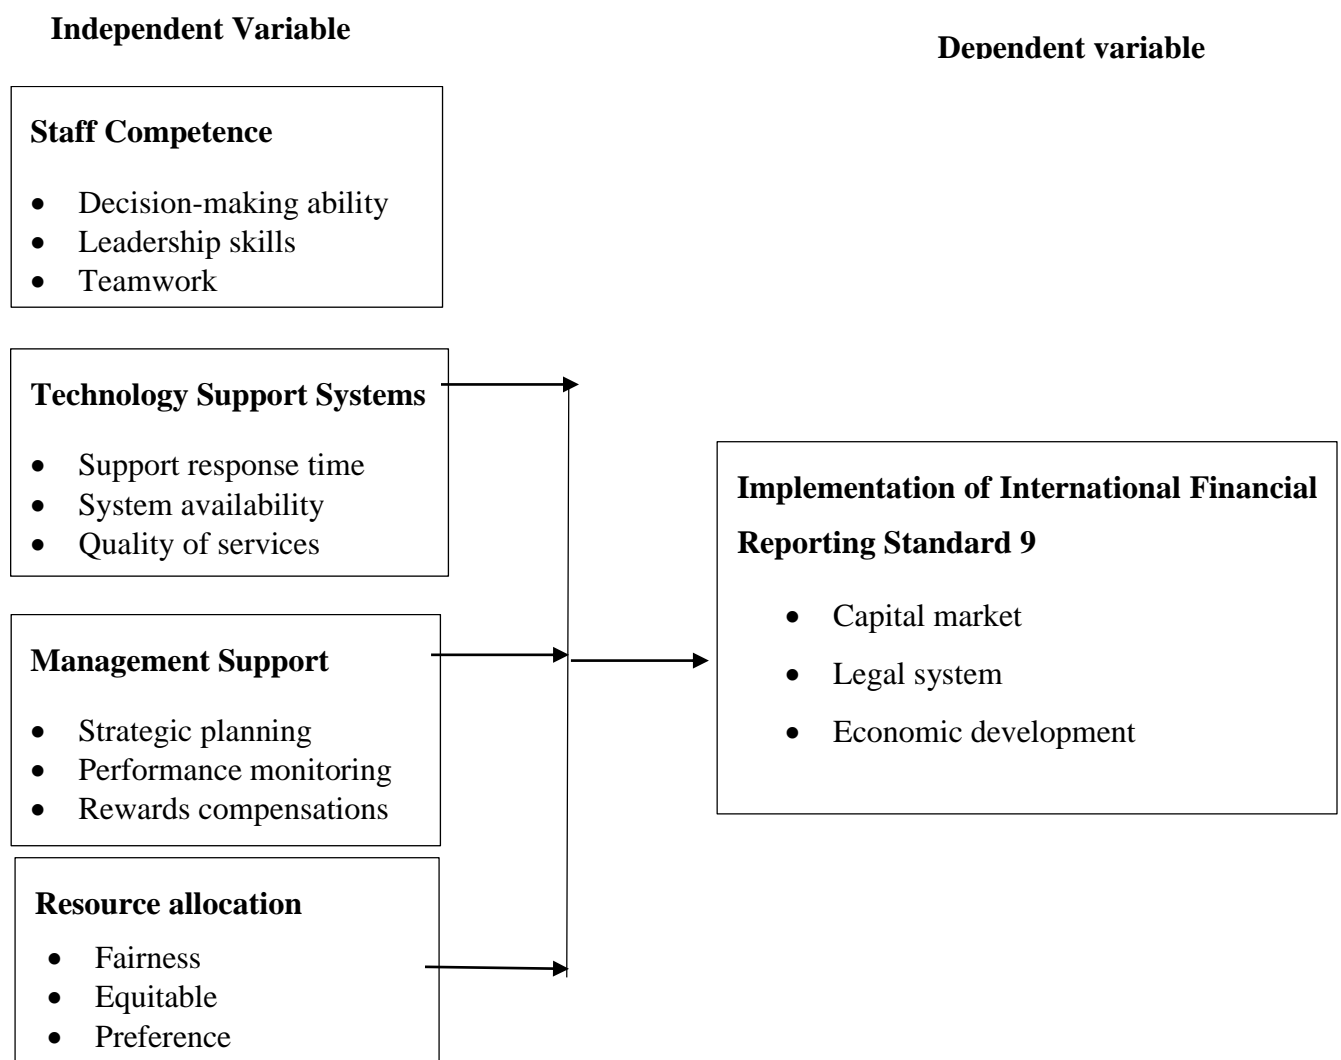 Independent Variable
Dependent variable
Staff Competence
• Decision-making ability
• Leadership skills
• Teamwork
Technology Support Systems
• Support response time
• System availability
• Quality of services
Management Support
• Strategic planning
• Performance monitoring
• Rewards compensations
Resource allocation
• Fairness
• Equitable
• Preference
Implementation of International Financial
Reporting Standard 9
• Capital market
• Legal system
• Economic development